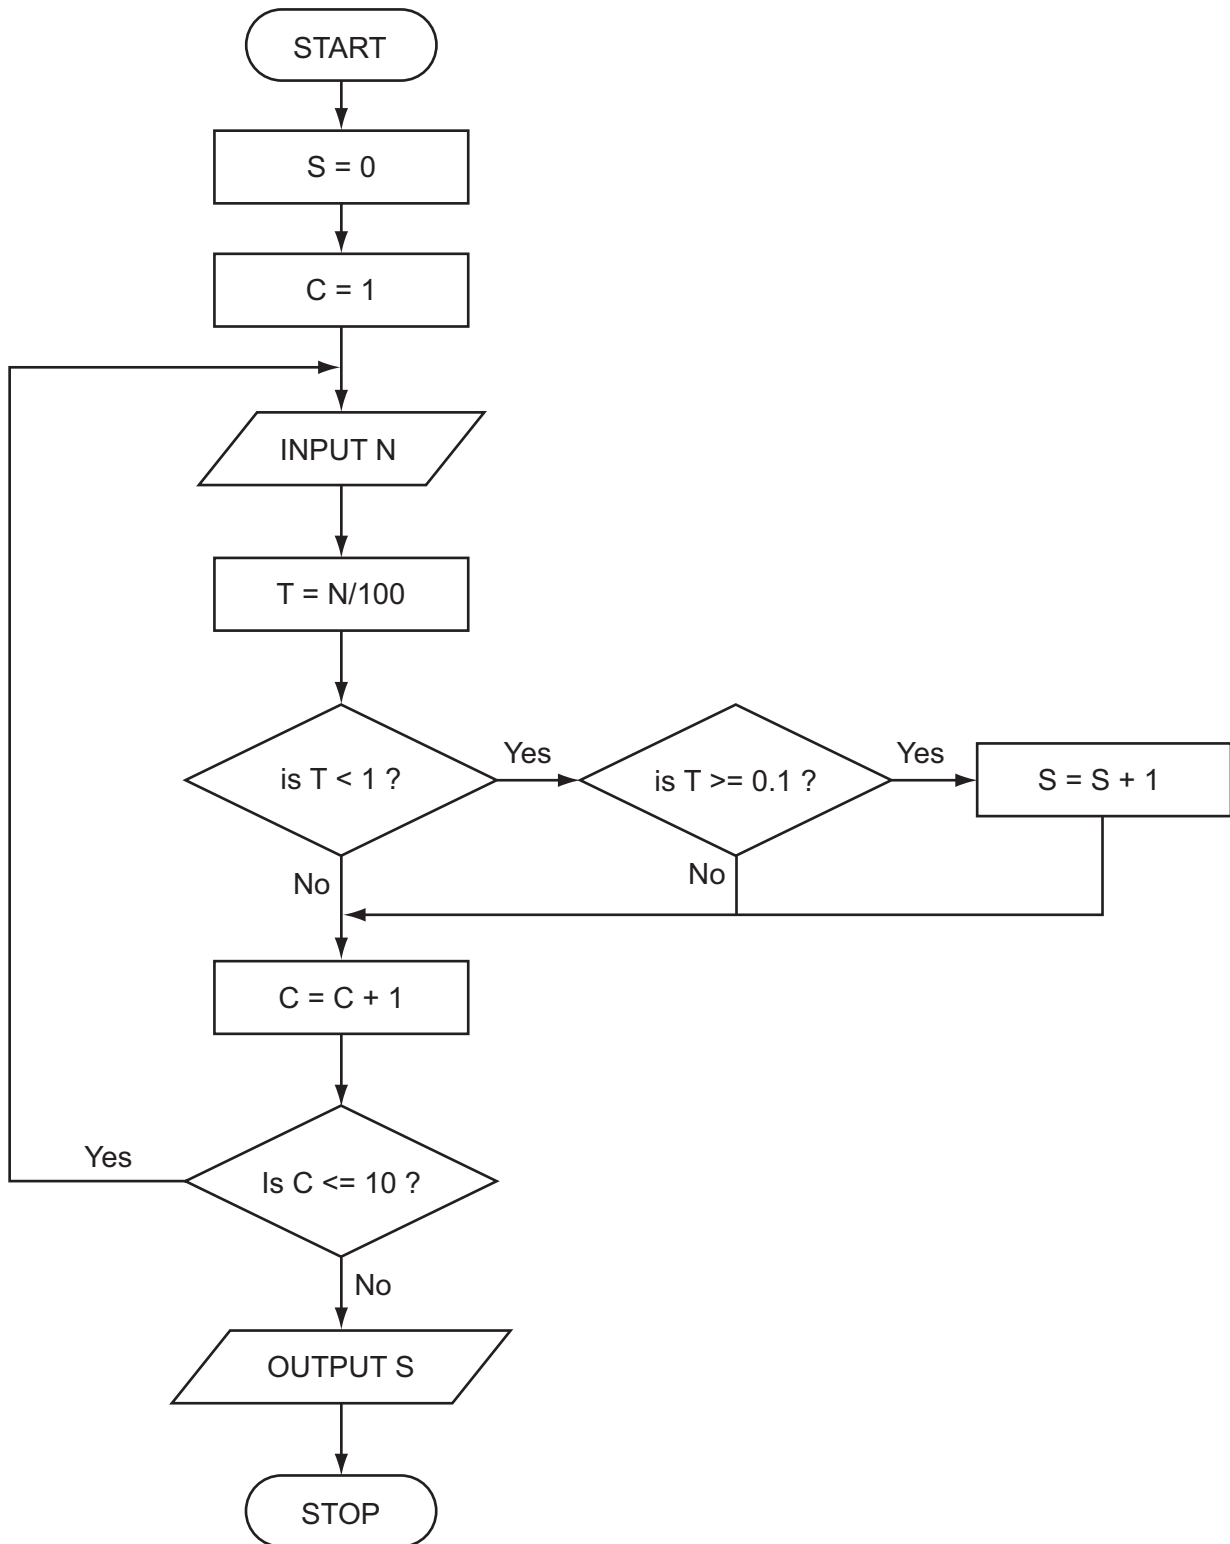 START
S = 0
C = 1
INPUT N
T = N/100
is T < 1 ?
Yes
is T >= 0.1 ?
Yes
S = S + 1
No
No
C = C + 1
Is C <= 10 ?
Yes
No
OUTPUT S
STOP